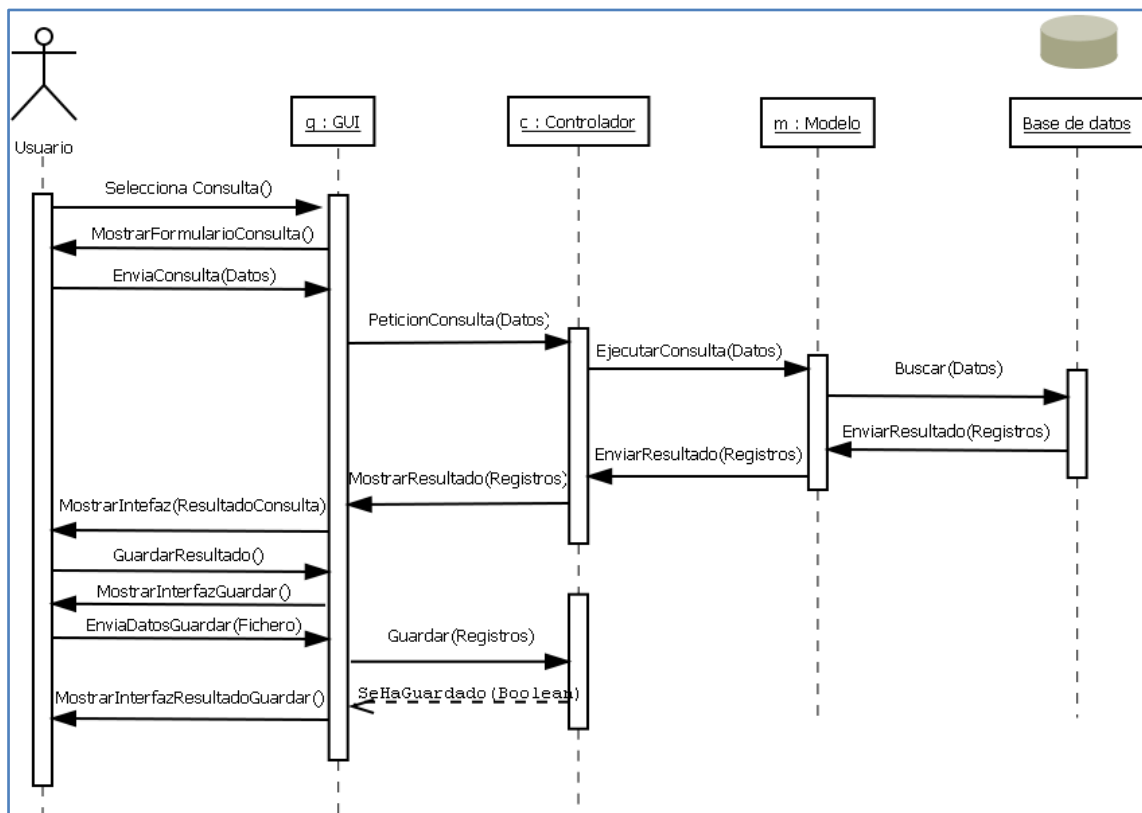 Usuario
g : GUI
c : Controlador
m : Modelo
Base de datos
Selecciona Consulta()
MostrarFormularioConsulta()
EnviaConsulta(Datos)
PeticionConsulta(Datos)
EjecutarConsulta(Datos)
Buscar(Datos)
EnviarResultado(Registros)
EnviarResultado(Registros)
MostrarResultado(Registros)
MostrarIntefaz(ResultadoConsulta)
GuardarResultado()
MostrarInterfazGuardar()
EnviaDatosGuardar(Fichero)
Guardar(Registros)
SeHaGuardado(Boolean)
MostrarInterfazResultadoGuardar()